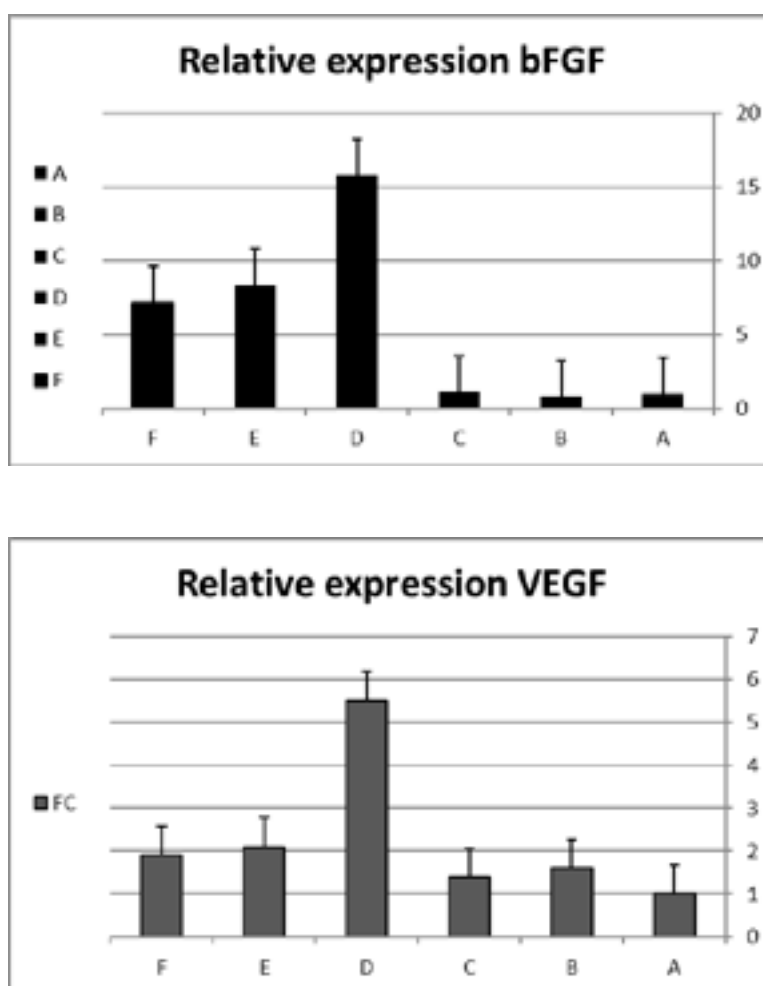 Relative expression bFGF
20
15
10
5
0
A
B
C
D
E
F
F E D C B A
Relative expression VEGF
7
6
5
4
3
2
1
0
FC
F E D C B A